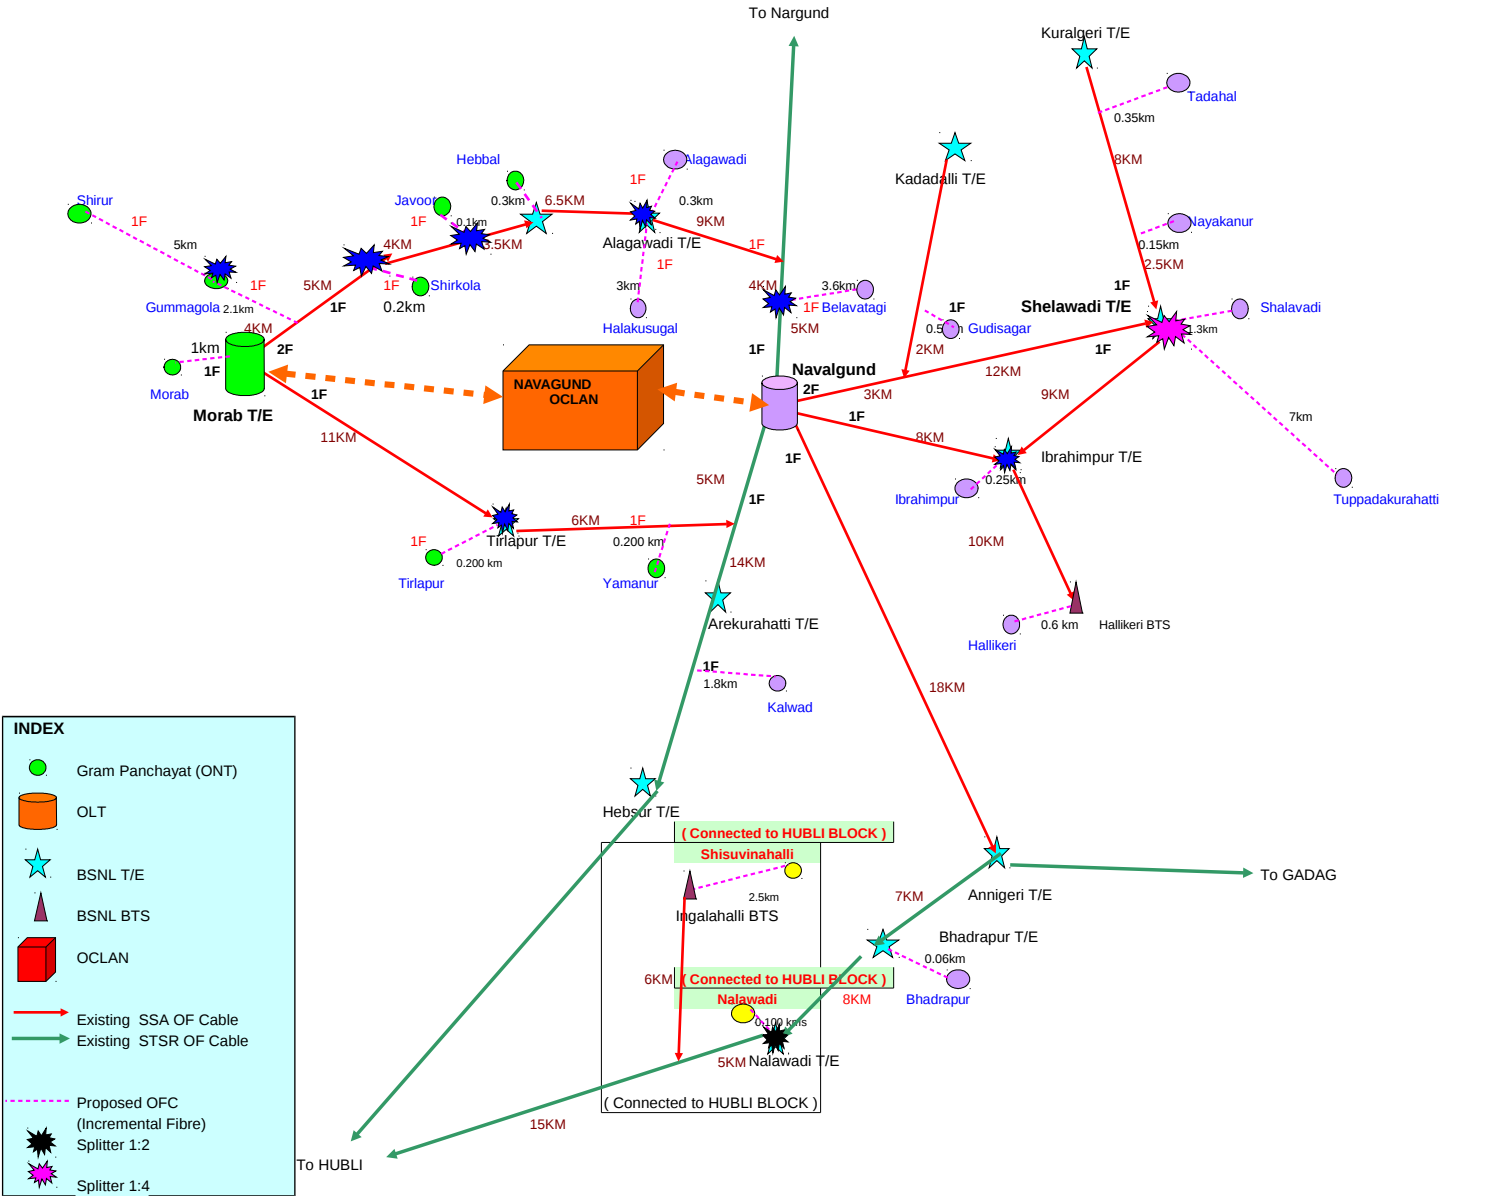 To Nargund
Kuralgeri T/E
Tadahal
0.35km
8KM
Kadadalli T/E
Hebbal
Alagawadi
1F
0.3km
6.5KM
0.3km
9KM
Shirur
1F
5km
Javoor
1F
0.1km
4KM
3.5KM
Alagawadi T/E
1F
1F
Nayakanur
0.15km
2.5KM
Gummagola
2.1km
1F
5KM
1F
1F
Shirkola
0.2km
4KM
3km
Halakusugal
4KM
3.6km
1F
Belavatagi
5KM
1F
0.5km
Gudisagar
2KM
1F
Shelawadi T/E
Shalavadi
1.3km
1F
12KM
1km
1F
2F
Morab
Morab T/E
1F
11KM
NAVAGUND
OCLAN
1F
Navalgund
2F
3KM
1F
8KM
9KM
7km
1F
Ibrahimpur T/E
Ibrahimpur
0.25km
Tuppadakurahatti
5KM
1F
6KM
1F
Tirlapur T/E
0.200 km
1F
0.200 km
Tirlapur
Yamanur
14KM
10KM
Arekurahatti T/E
0.6 km
Hallikeri BTS
Hallikeri
1F
1.8km
Kalwad
18KM
Hebsur T/E
( Connected to HUBLI BLOCK )
Shisuvinahalli
2.5km
Ingalahalli BTS
To GADAG
Annigeri T/E
7KM
Bhadrapur T/E
0.06km
Bhadrapur
6KM
( Connected to HUBLI BLOCK )
Nalawadi
8KM
0.100 kms
Nalawadi T/E
5KM
( Connected to HUBLI BLOCK )
15KM
To HUBLI
INDEX
Gram Panchayat (ONT)
OLT
BSNL T/E
BSNL BTS
OCLAN
Existing SSA OF Cable
Existing STSR OF Cable
Proposed OFC
(Incremental Fibre)
Splitter 1:2
Splitter 1:4